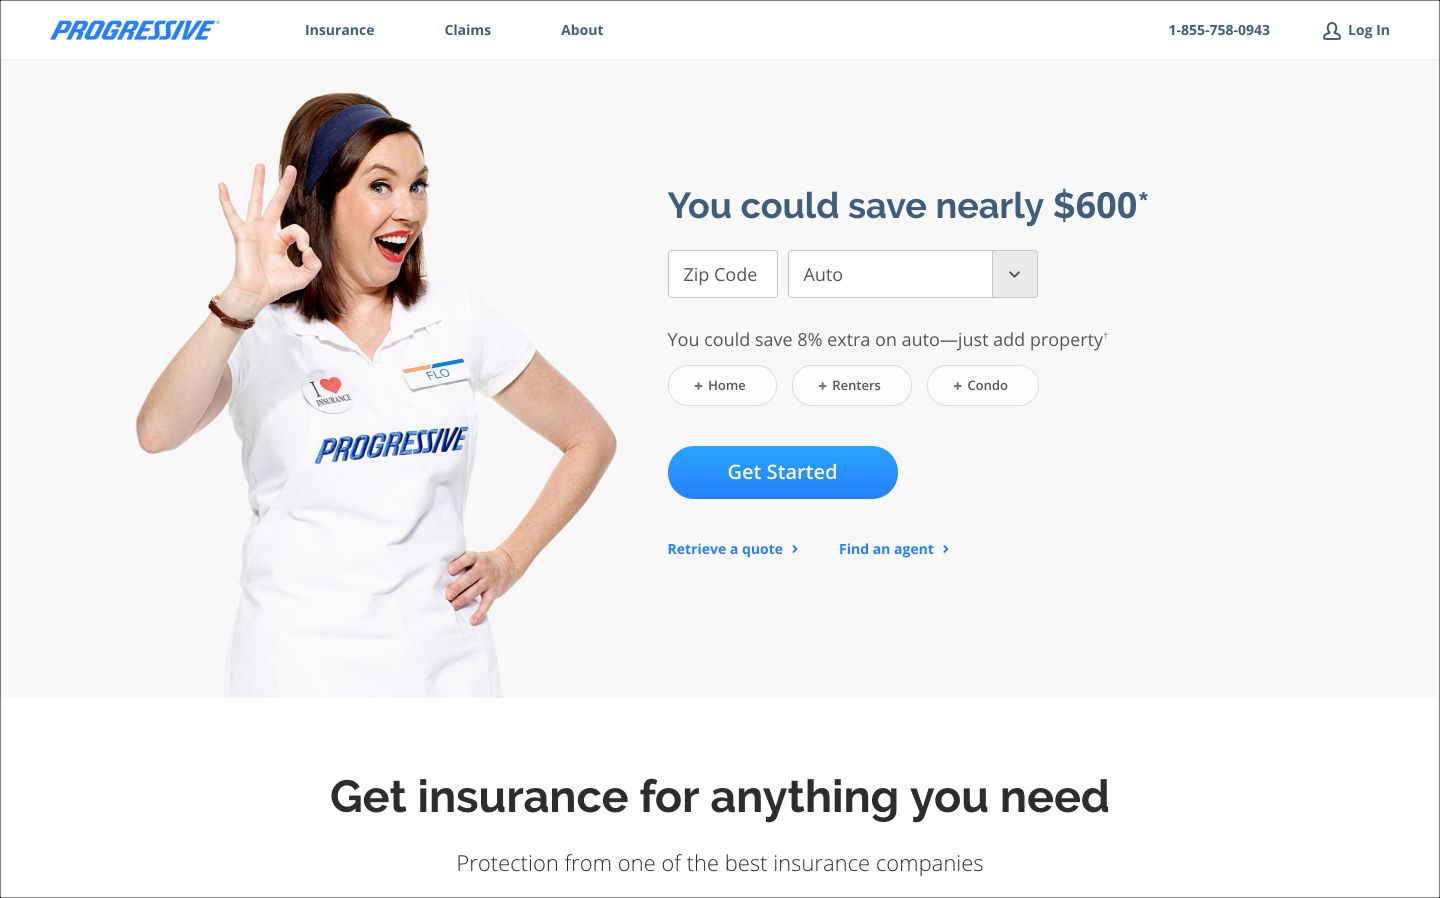 PROGRESSIVE®
Insurance
Claims
About
1-855-758-0943
Log In
I ♥
INSURANCE
FLO
PROGRESSIVE
You could save nearly $600*
Zip Code
Auto
You could save 8% extra on auto—just add property†
+ Home
+ Renters
+ Condo
Get Started
Retrieve a quote
Find an agent
Get insurance for anything you need
Protection from one of the best insurance companies